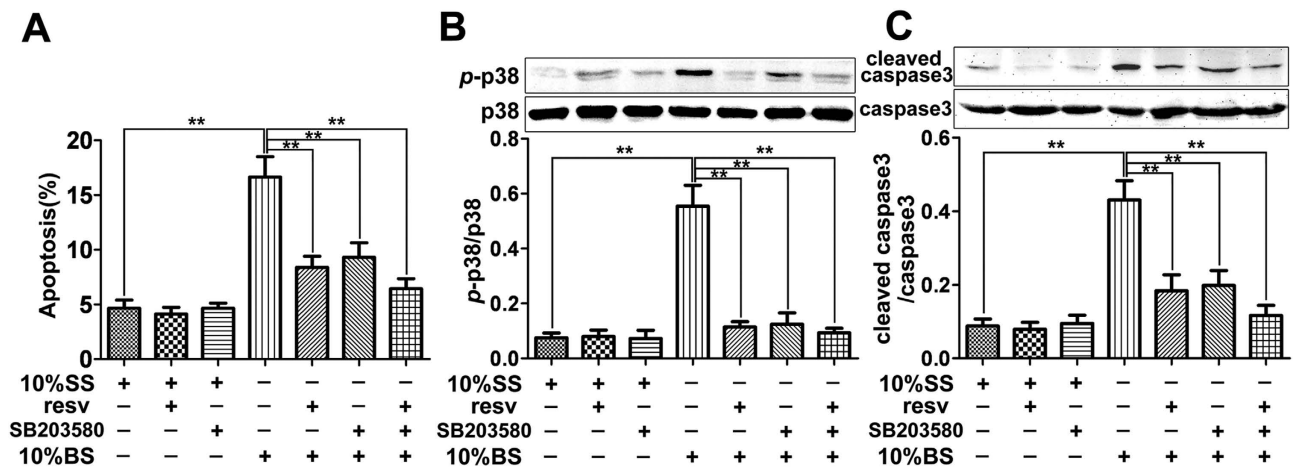 A
20
15
10
5
0
Apoptosis(%)
** ** ** **
10%SS + + + − − − −
resv − + − − + − +
SB203580 − − + − − + +
10%BS − − − + + + +
B
p-p38
p38
0.8
0.6
0.4
0.2
0.0
p-p38/p38
** ** ** **
+ + + − − − −
10%SS
− + − − + − +
resv
− − + − − + +
SB203580
− − − + + + +
10%BS
C
cleaved
caspase3
caspase3
0.6
0.4
0.2
0.0
cleaved caspase3
/caspase3
** ** ** **
10%SS + + + − − − −
resv − + − − + − +
SB203580 − − + − − + +
10%BS − − − + + + +